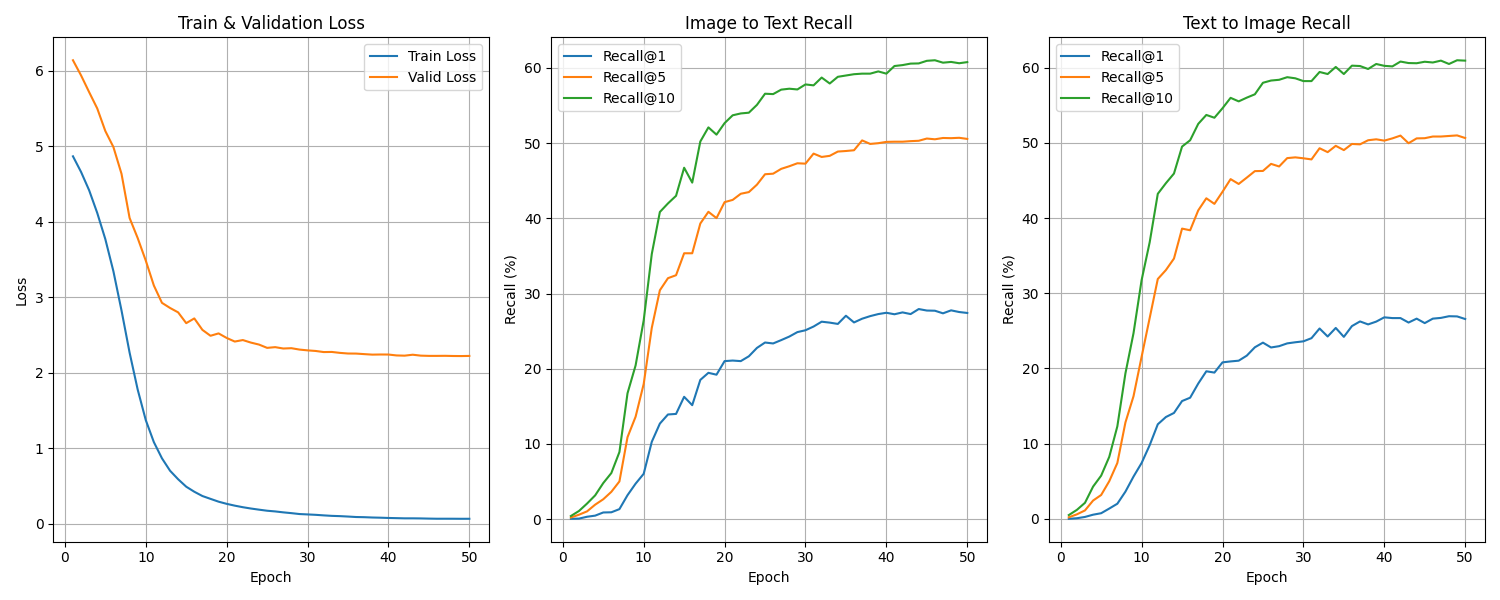 Train & Validation Loss
Train Loss
Valid Loss
Loss
6
5
4
3
2
1
0
0 10 20 30 40 50
Epoch
Image to Text Recall
Recall@1
Recall@5
Recall@10
Recall (%)
60
50
40
30
20
10
0
0 10 20 30 40 50
Epoch
Text to Image Recall
Recall@1
Recall@5
Recall@10
Recall (%)
60
50
40
30
20
10
0
0 10 20 30 40 50
Epoch